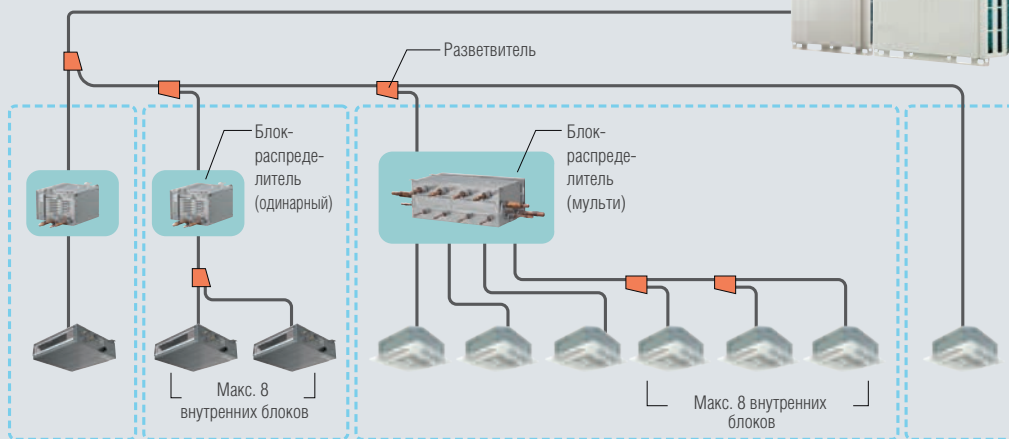 Разветвитель
Блок-
распреде-
литель
(одинарный)
Блок-
распреде-
литель
(мульти)
Макс. 8
внутренних блоков
Макс. 8 внутренних
блоков